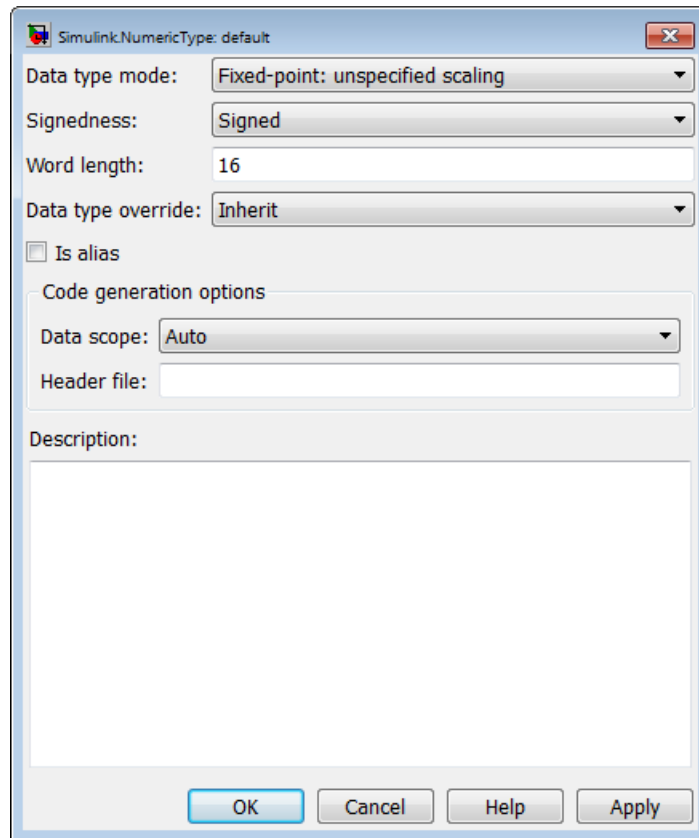 Simulink.NumericType: default
Data type mode: Fixed-point: unspecified scaling
Signedness: Signed
Word length: 16
Data type override: Inherit
Is alias
Code generation options
Data scope: Auto
Header file:
Description:
OK Cancel Help Apply